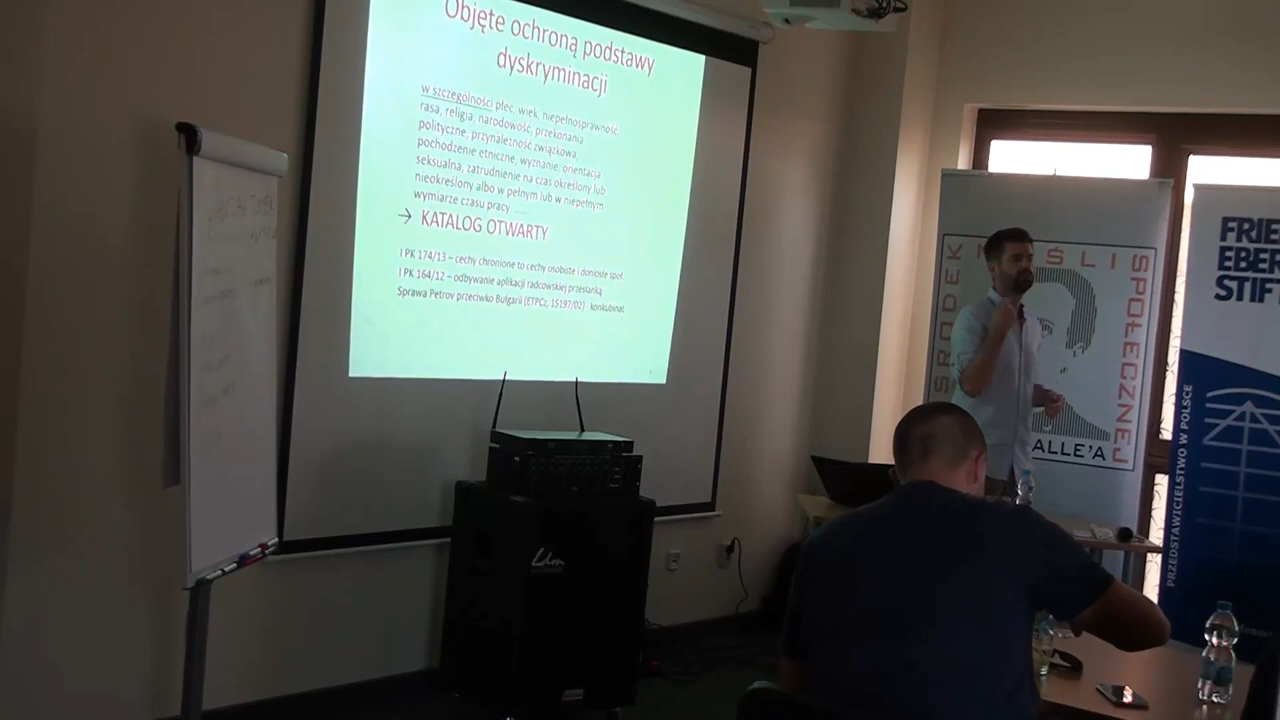 Objęte ochroną podstawy
dyskryminacji
w szczególności płeć, wiek, niepełnosprawność,
rasa, religia, narodowość, przekonania
polityczne, przynależność związkowa,
pochodzenie etniczne, wyznanie, orientacja
seksualna, zatrudnienie na czas określony lub
nieokreślony albo w pełnym lub w niepełnym
wymiarze czasu pracy ....
→ KATALOG OTWARTY
I PK 174/13 – cechy chronione to cechy osobiste i doniosłe społ.
I PK 164/12 – odbywanie aplikacji radcowskiej przesłanką
Sprawa Petrov przeciwko Bułgarii (ETPCz, 15197/02) - konkubinat
Ldm
ŚRODEK MYŚLI SPOŁECZNEJ
ALLE'A
FRIE
EBER
STIFT
PRZEDSTAWICIELSTWO W POLSCE